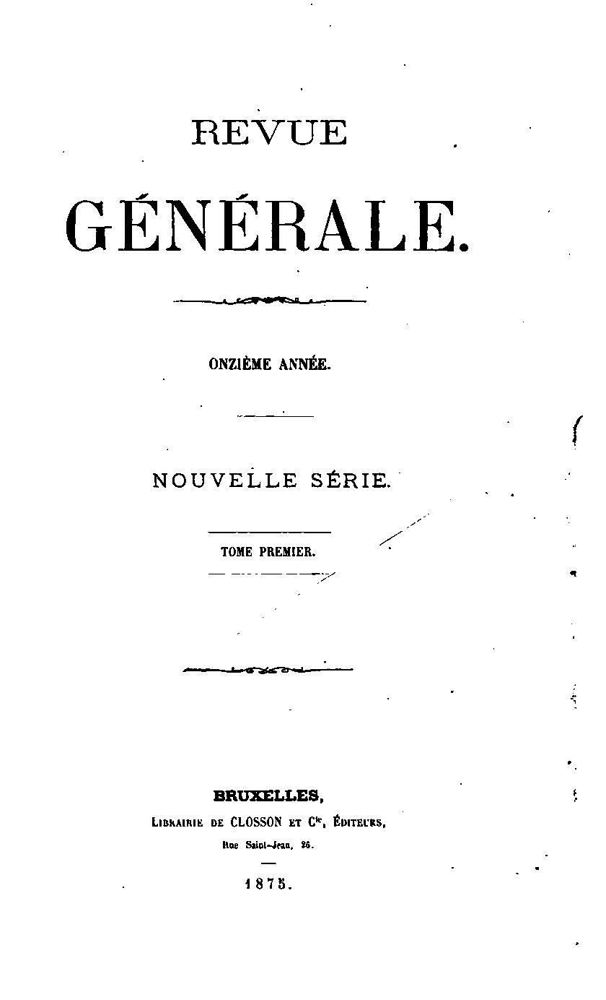 REVUE
GÉNÉRALE.
ONZIÈME ANNÉE.
NOUVELLE SÉRIE.
TOME PREMIER.
BRUXELLES,
LIBRAIRIE DE CLOSSON ET Cie, ÉDITEURS,
Rue Saint-Jean, 26.
1875.